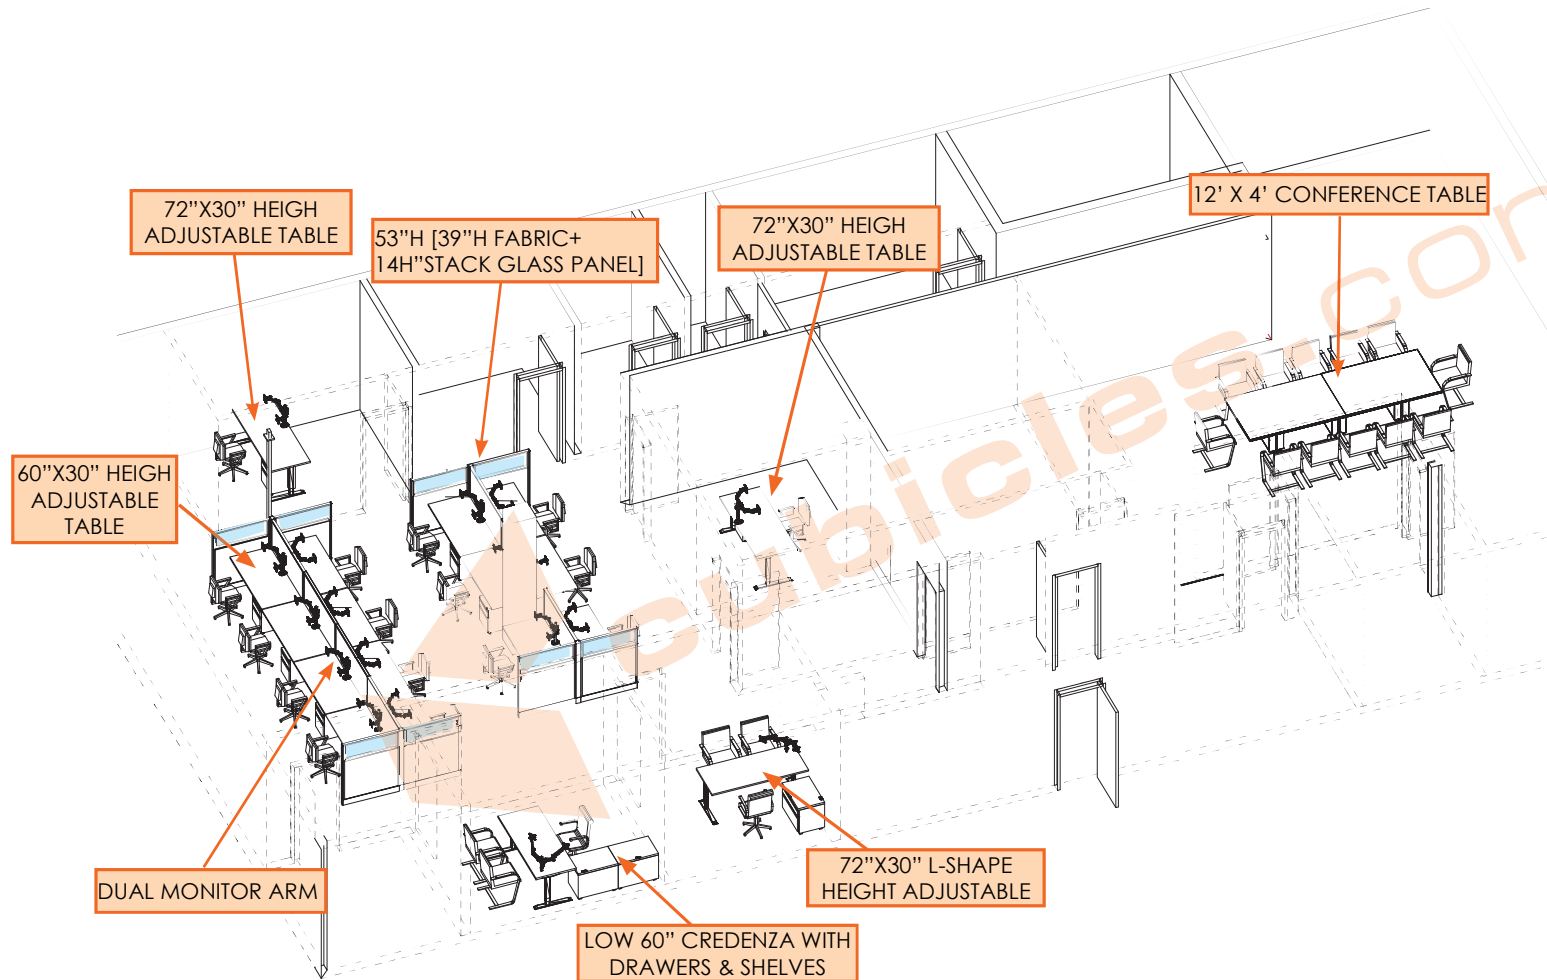 72”X30” HEIGH
ADJUSTABLE TABLE
53”H [39”H FABRIC+
14H”STACK GLASS PANEL]
72”X30” HEIGH
ADJUSTABLE TABLE
12’ X 4’ CONFERENCE TABLE
60”X30” HEIGH
ADJUSTABLE
TABLE
cubicles.com
DUAL MONITOR ARM
72”X30” L-SHAPE
HEIGHT ADJUSTABLE
LOW 60” CREDENZA WITH
DRAWERS & SHELVES